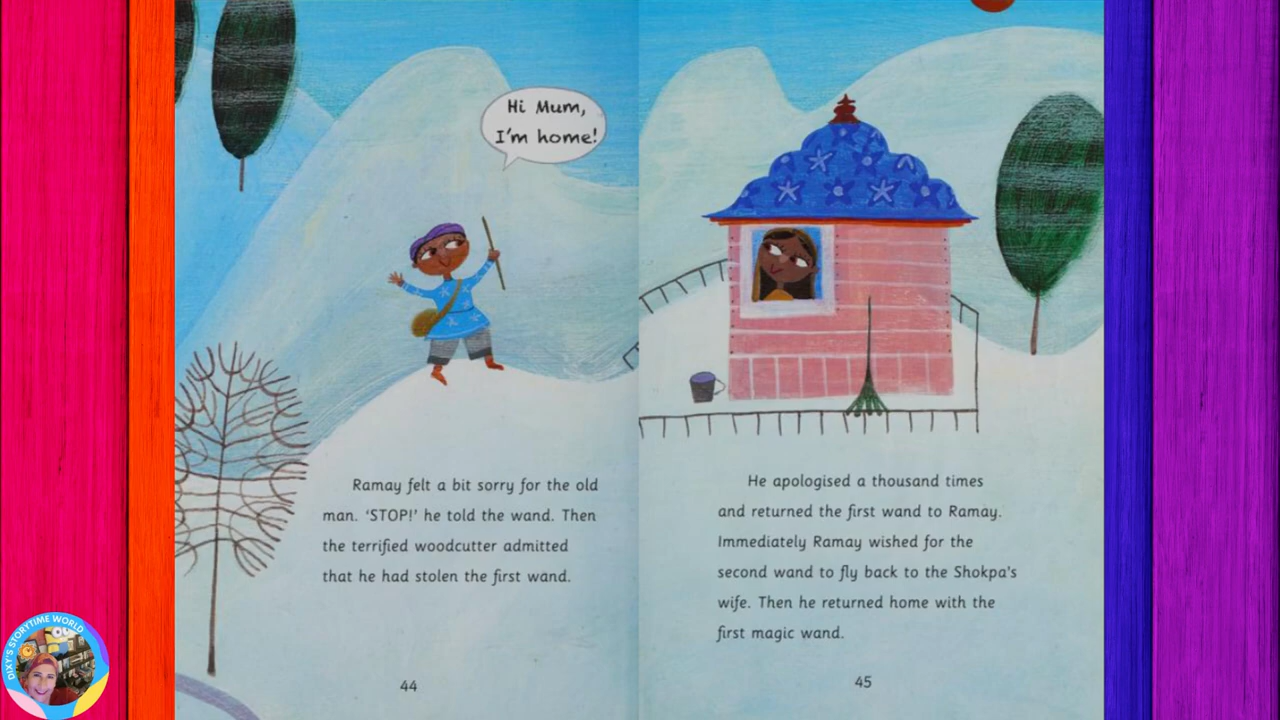 Hi Mum,
I'm home!
Ramay felt a bit sorry for the old
man. ‘STOP!’ he told the wand. Then
the terrified woodcutter admitted
that he had stolen the first wand.
44
He apologised a thousand times
and returned the first wand to Ramay.
Immediately Ramay wished for the
second wand to fly back to the Shokpa's
wife. Then he returned home with the
first magic wand.
45
DIXY'S STORYTIME WORLD